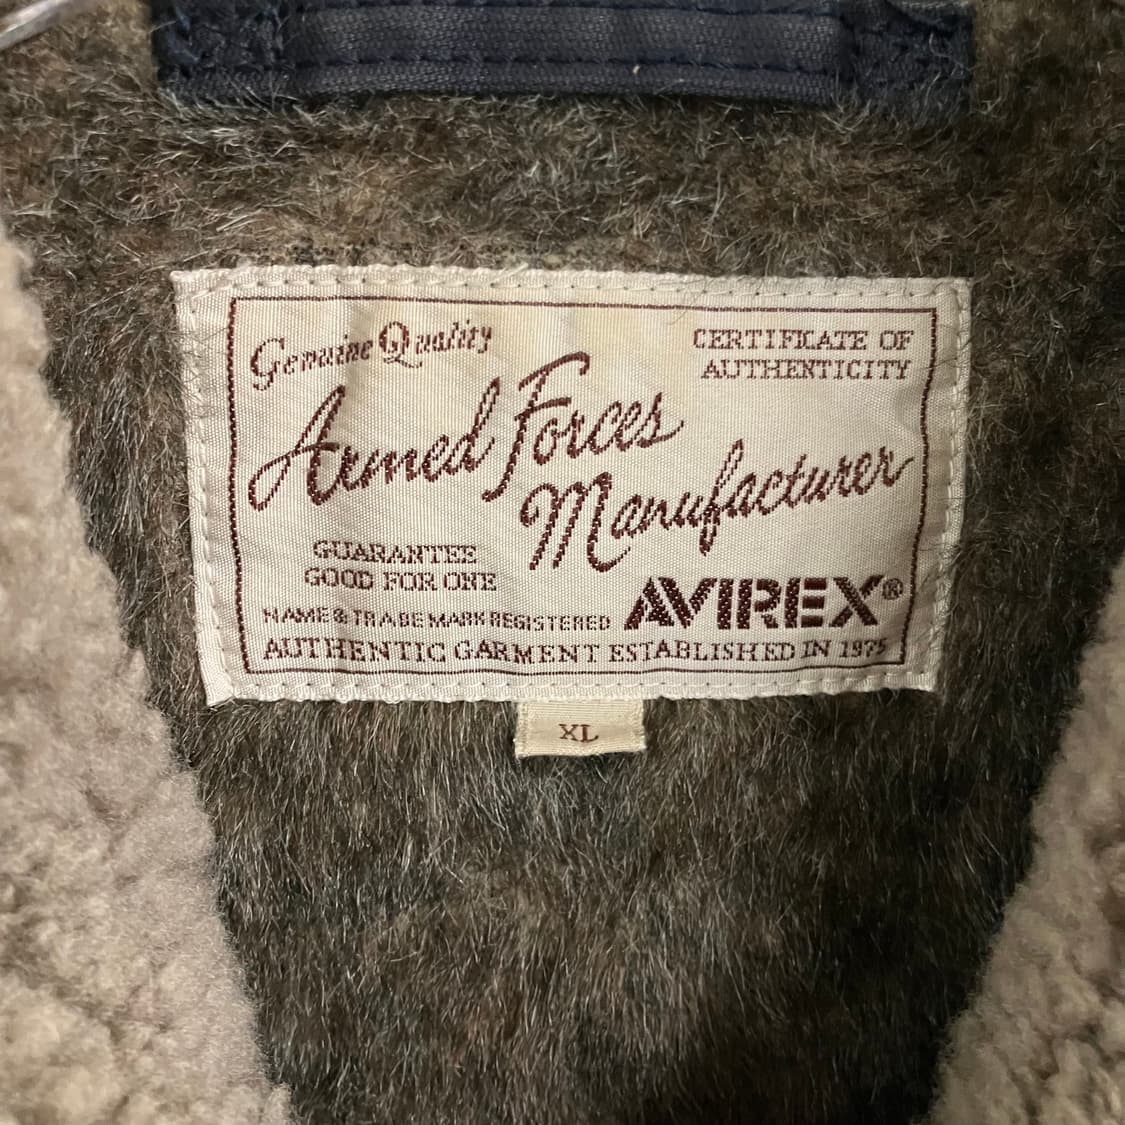 Genuine Quality
CERTIFICATE OF
AUTHENTICITY
Armed Forces
Manufacturer
GUARANTEE
GOOD FOR ONE
NAME & TRADE MARK REGISTERED
AVIREX®
AUTHENTIC GARMENT ESTABLISHED IN 1975
XL